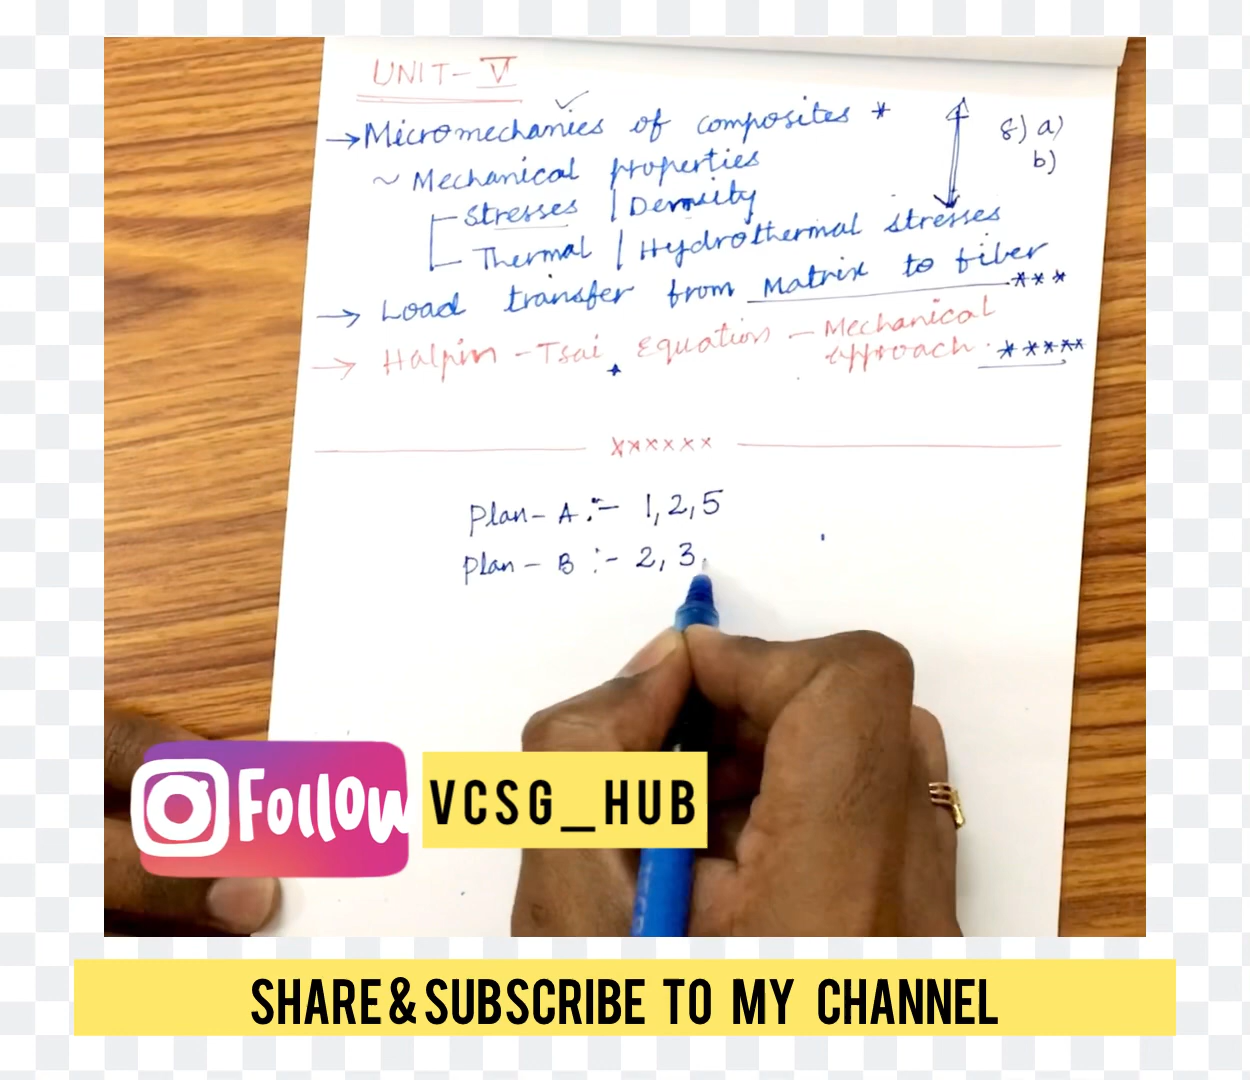 UNIT-V
→ Micromechanics of composites *
8) a)
b)
~ Mechanical properties
Stresses | Density
Thermal | Hydrothermal stresses
→ Load transfer from Matrix to fiber ***
→ Halpin - Tsai Equation - Mechanical
approach. *****
xxxxxx
Plan- A :- 1,2,5
Plan - B :- 2, 3,
Follow
VCSG_HUB
SHARE & SUBSCRIBE TO MY CHANNEL